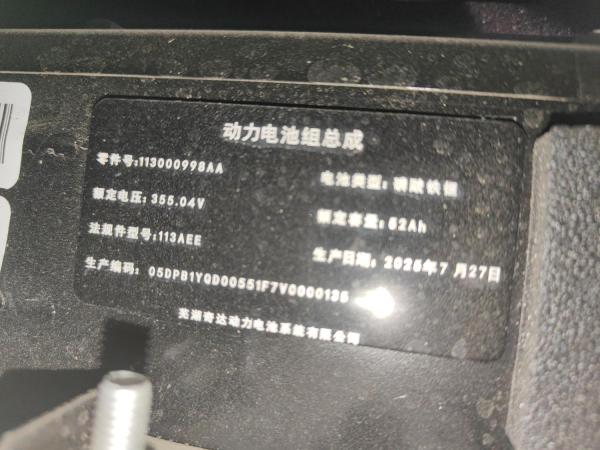 动力电池组总成
零件号:113000998AA
电池类型: 磷酸铁锂
额定电压: 355.04V
额定容量: 52Ah
法规件型号:113AEE
生产日期: 2025年7月27日
生产编码: 05DPB1YQD00551F7V0000135
芜湖奇达动力电池系统有限公司